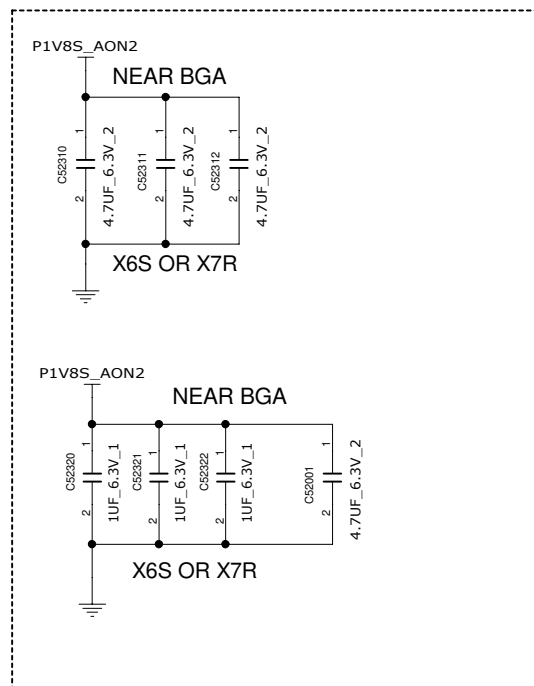 P1V8S_AON2
NEAR BGA
1
1
1
C52310
4.7UF_6.3V_2
C52311
4.7UF_6.3V_2
C52312
4.7UF_6.3V_2
2
2
2
X6S OR X7R
P1V8S_AON2
NEAR BGA
1
1
1
1
C52320
1UF_6.3V_1
C52321
1UF_6.3V_1
C52322
1UF_6.3V_1
C52001
4.7UF_6.3V_2
2
2
2
2
X6S OR X7R